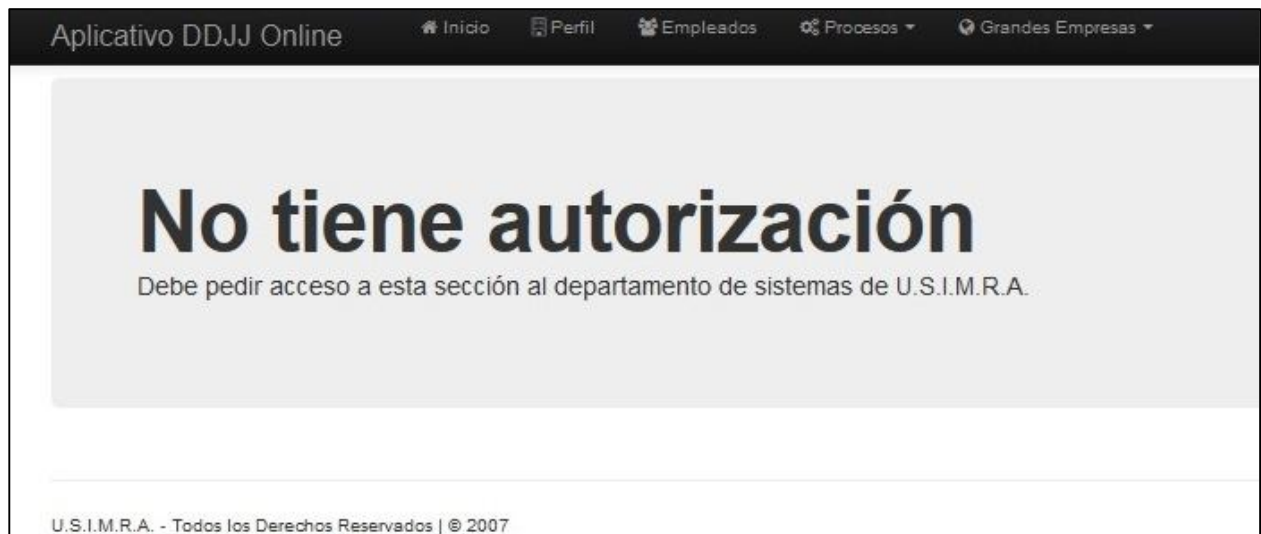 Aplicativo DDJJ Online Inicio Perfil Empleados Procesos Grandes Empresas
No tiene autorización
Debe pedir acceso a esta sección al departamento de sistemas de U.S.I.M.R.A.
U.S.I.M.R.A. - Todos los Derechos Reservados | © 2007